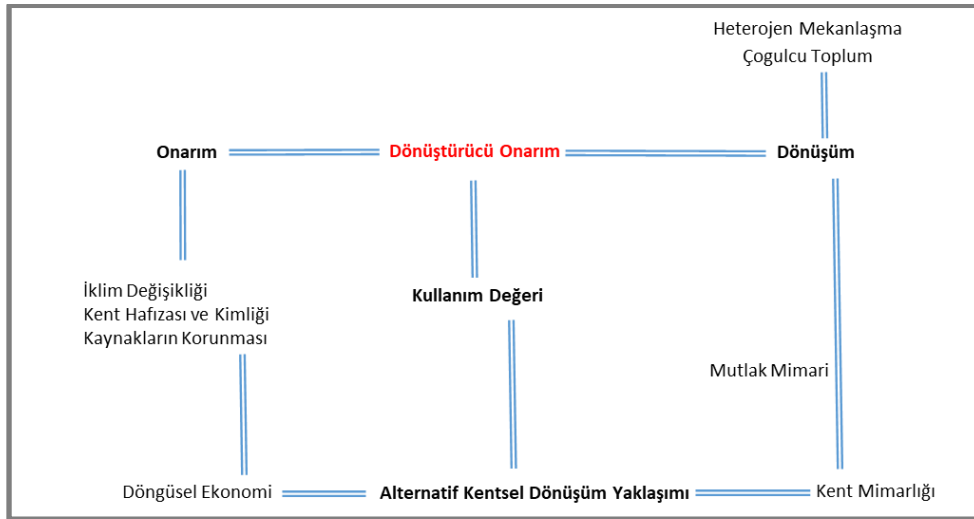 Heterojen Mekanlaşma
Çogulcu Toplum
Onarım
Dönüştürücü Onarım
Dönüşüm
İklim Değişikliği
Kent Hafızası ve Kimliği
Kaynakların Korunması
Kullanım Değeri
Mutlak Mimari
Döngüsel Ekonomi
Alternatif Kentsel Dönüşüm Yaklaşımı
Kent Mimarlığı